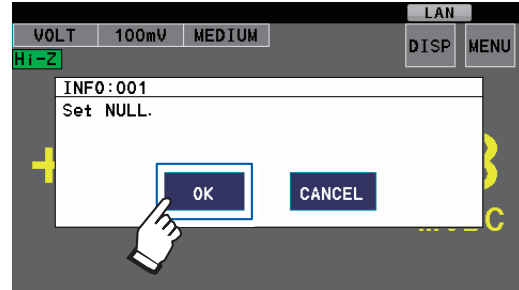 LAN
VOLT 100mV MEDIUM
DISP MENU
Hi-Z
INFO:001
Set NULL.
OK CANCEL